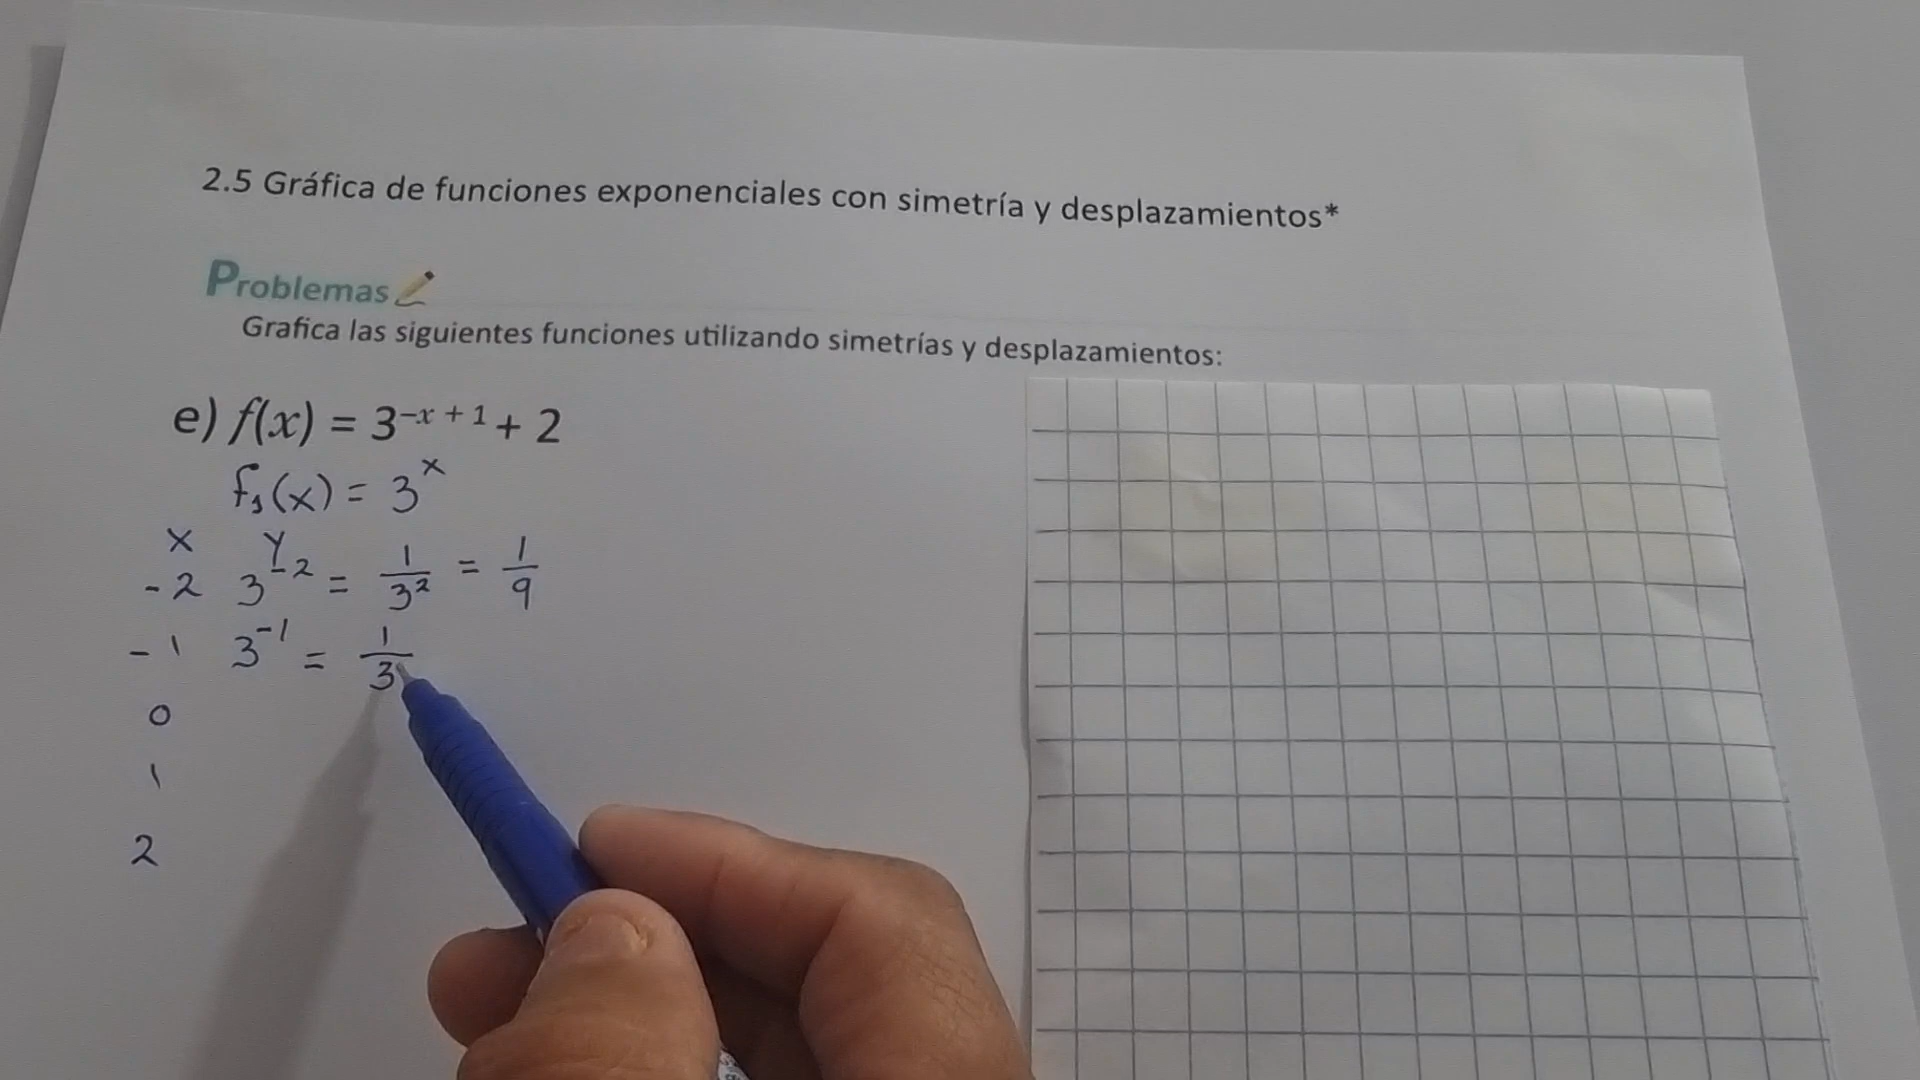 2.5 Gráfica de funciones exponenciales con simetría y desplazamientos*
Problemas
Grafica las siguientes funciones utilizando simetrías y desplazamientos:
e) f(x) = 3⁻ˣ ⁺ ¹ + 2
f₁(x) = 3ˣ
x y
-2 3⁻² = 1/3² = 1/9
-1 3⁻¹ = 1/3
0
1
2